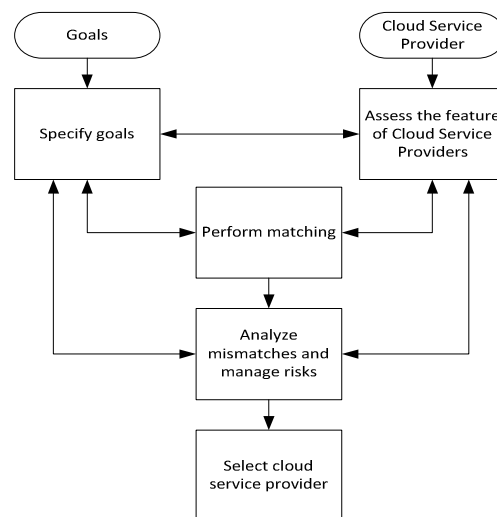 Goals
Cloud Service
Provider
Specify goals
Assess the feature
of Cloud Service
Providers
Perform matching
Analyze
mismatches and
manage risks
Select cloud
service provider